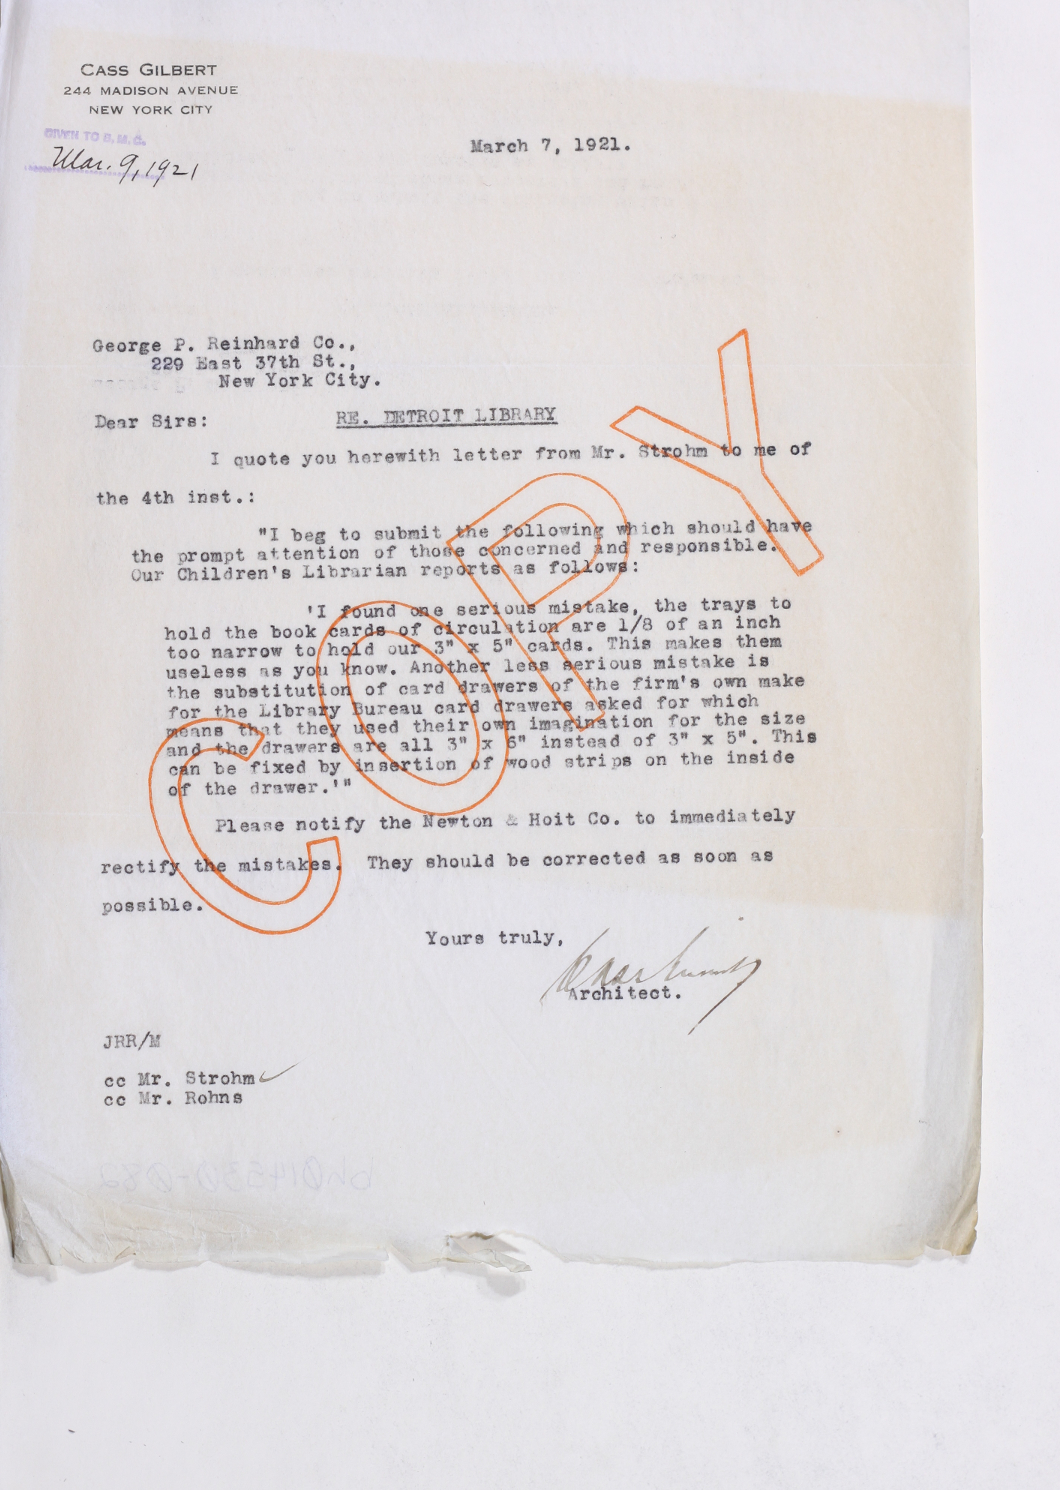 CASS GILBERT
244 MADISON AVENUE
NEW YORK CITY
GIVEN TO B.M.C.
Mar. 9, 1921
March 7, 1921.
George P. Reinhard Co.,
229 East 37th St.,
New York City.
Dear Sirs: RE. DETROIT LIBRARY
I quote you herewith letter from Mr. Strohm to me of
the 4th inst.:
"I beg to submit the following which should have
the prompt attention of those concerned and responsible.
Our Children's Librarian reports as follows:
'I found one serious mistake, the trays to
hold the book cards of circulation are 1/8 of an inch
too narrow to hold our 3" x 5" cards. This makes them
useless as you know. Another less serious mistake is
the substitution of card drawers of the firm's own make
for the Library Bureau card drawers asked for which
means that they used their own imagination for the size
and the drawers are all 3" x 6" instead of 3" x 5". This
can be fixed by insertion of wood strips on the inside
of the drawer.'"
Please notify the Newton & Hoit Co. to immediately
rectify the mistakes. They should be corrected as soon as
possible.
Yours truly,
Cass Gilbert
Architect.
JRR/M
cc Mr. Strohm ✓
cc Mr. Rohns
COPY